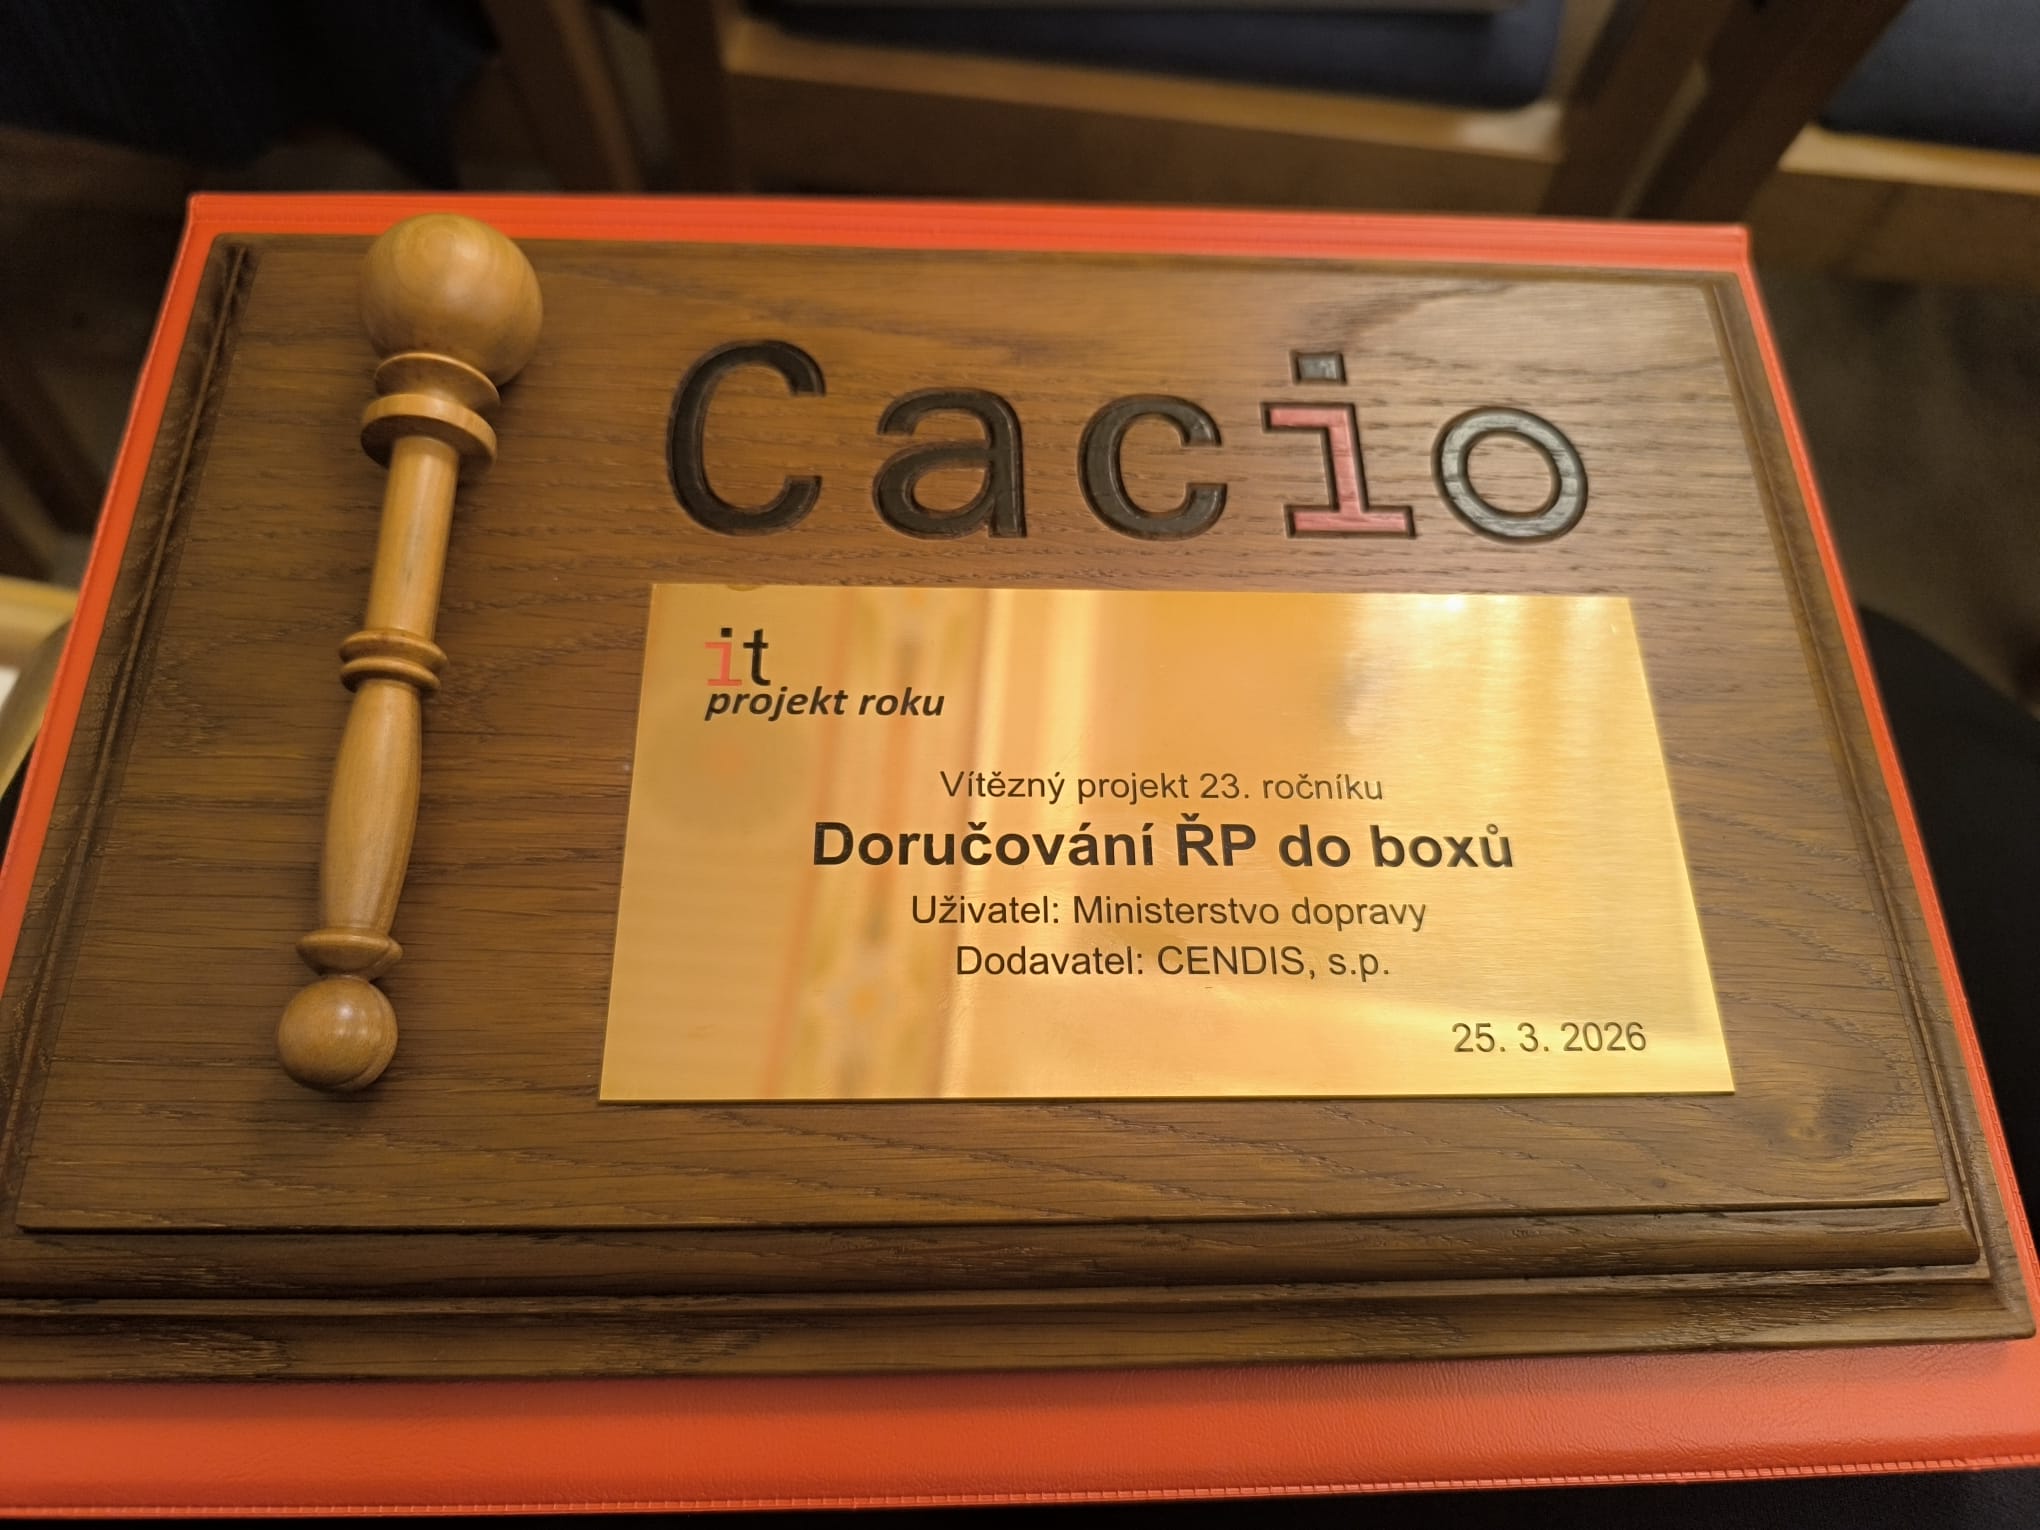 Cacio
it
projekt roku
Vítězný projekt 23. ročníku
Doručování ŘP do boxů
Uživatel: Ministerstvo dopravy
Dodavatel: CENDIS, s.p.
25. 3. 2026